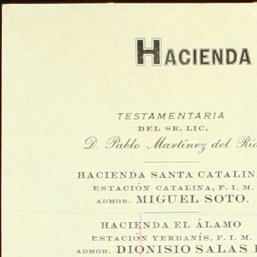 HACIENDA
TESTAMENTARIA
DEL SR. LIC.
D. Pablo Martínez del Río
HACIENDA SANTA CATALIN
ESTACIÓN CATALINA, F. I. M.
ADMOR. MIGUEL SOTO.
HACIENDA EL ÁLAMO
ESTACIÓN YERBANÍS, F. I. M.
ADMOR. DIONISIO SALAS